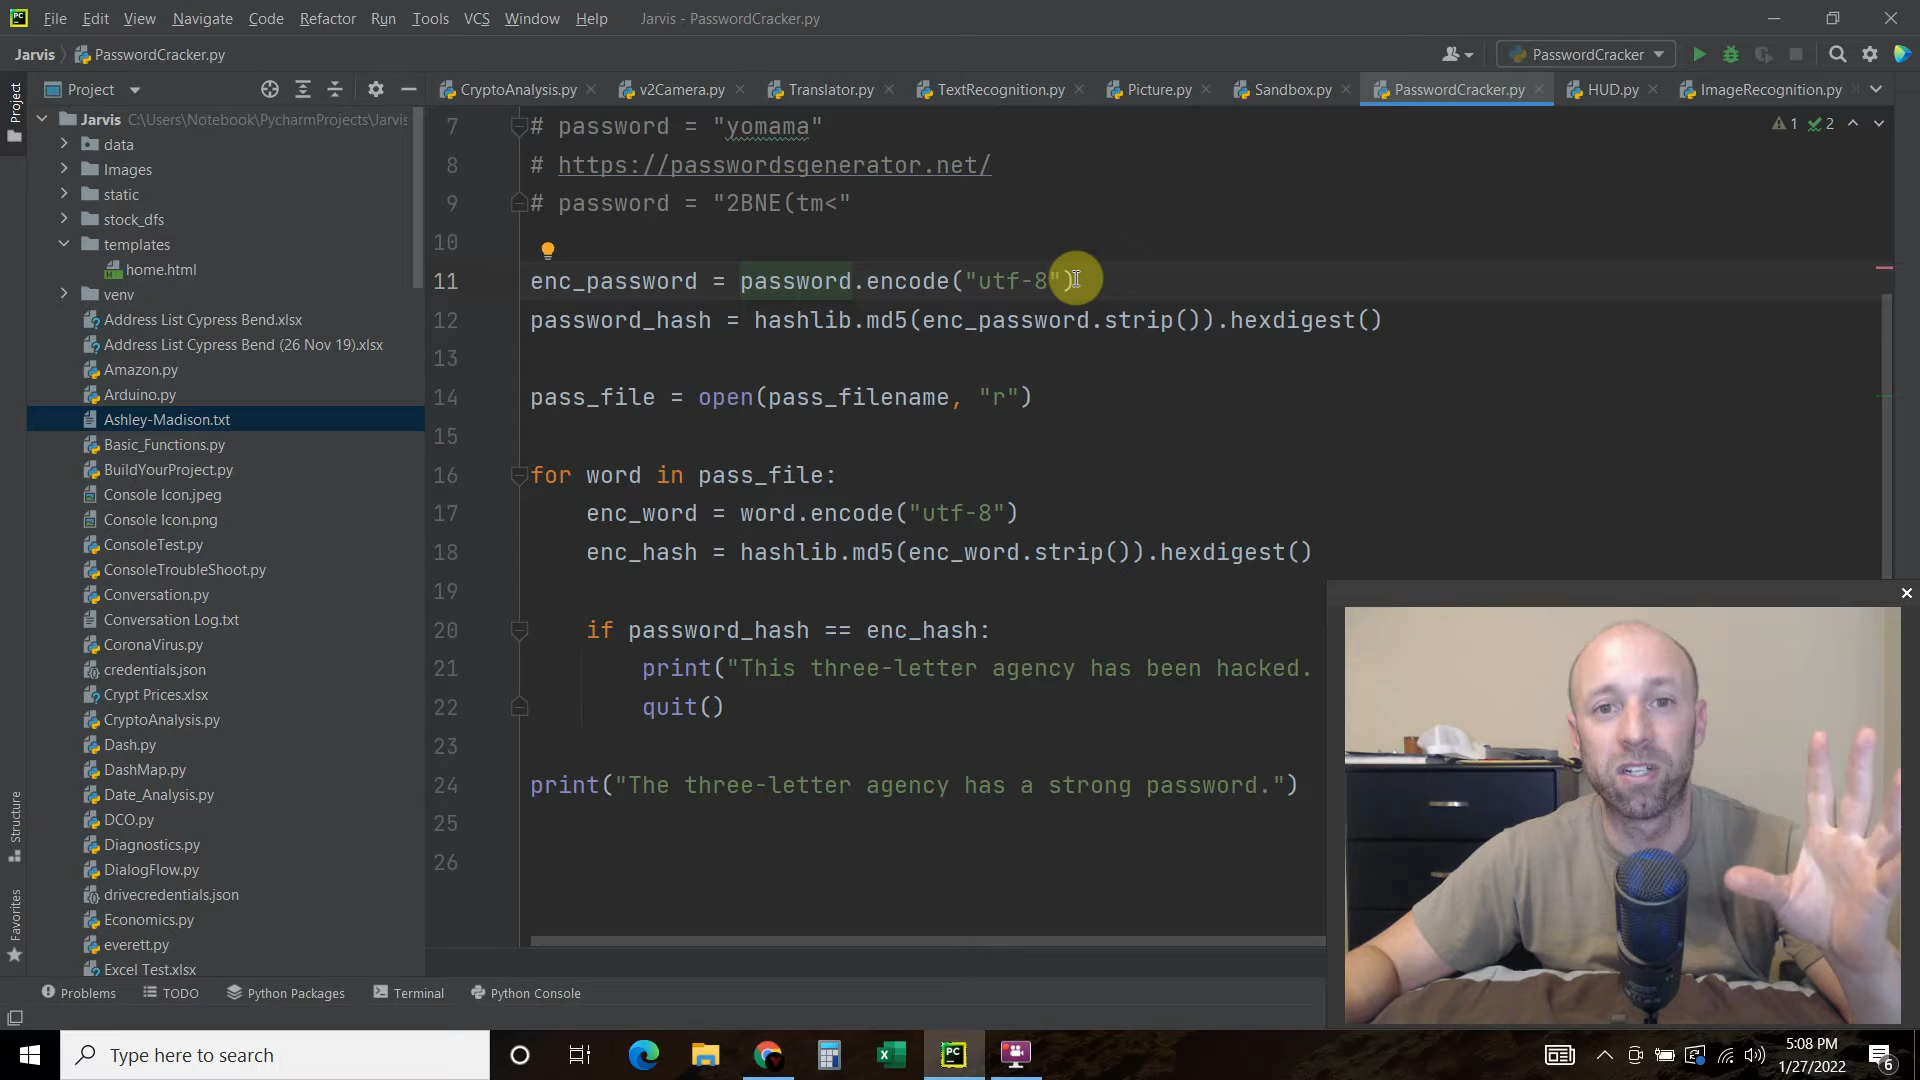 PC File Edit View Navigate Code Refactor Run Tools VCS Window Help Jarvis - PasswordCracker.py
Jarvis PasswordCracker.py PasswordCracker
Project CryptoAnalysis.py v2Camera.py Translator.py TextRecognition.py Picture.py Sandbox.py PasswordCracker.py HUD.py ImageRecognition.py
Project
Jarvis C:\Users\Notebook\PycharmProjects\Jarvis
data
Images
static
stock_dfs
templates
home.html
venv
Address List Cypress Bend.xlsx
Address List Cypress Bend (26 Nov 19).xlsx
Amazon.py
Arduino.py
Ashley-Madison.txt
Basic_Functions.py
BuildYourProject.py
Console Icon.jpeg
Console Icon.png
ConsoleTest.py
ConsoleTroubleShoot.py
Conversation.py
Conversation Log.txt
CoronaVirus.py
credentials.json
Crypt Prices.xlsx
CryptoAnalysis.py
Dash.py
DashMap.py
Date_Analysis.py
DCO.py
Diagnostics.py
DialogFlow.py
drivecredentials.json
Economics.py
everett.py
Excel Test.xlsx
Structure
Favorites
1 2
7 # password = "yomama"
8 # https://passwordsgenerator.net/
9 # password = "2BNE(tm<"
10
11 enc_password = password.encode("utf-8")
12 password_hash = hashlib.md5(enc_password.strip()).hexdigest()
13
14 pass_file = open(pass_filename, "r")
15
16 for word in pass_file:
17 enc_word = word.encode("utf-8")
18 enc_hash = hashlib.md5(enc_word.strip()).hexdigest()
19
20 if password_hash == enc_hash:
21 print("This three-letter agency has been hacked.
22 quit()
23
24 print("The three-letter agency has a strong password.")
25
26
Problems TODO Python Packages Terminal Python Console
Type here to search
PC
5:08 PM
1/27/2022
6